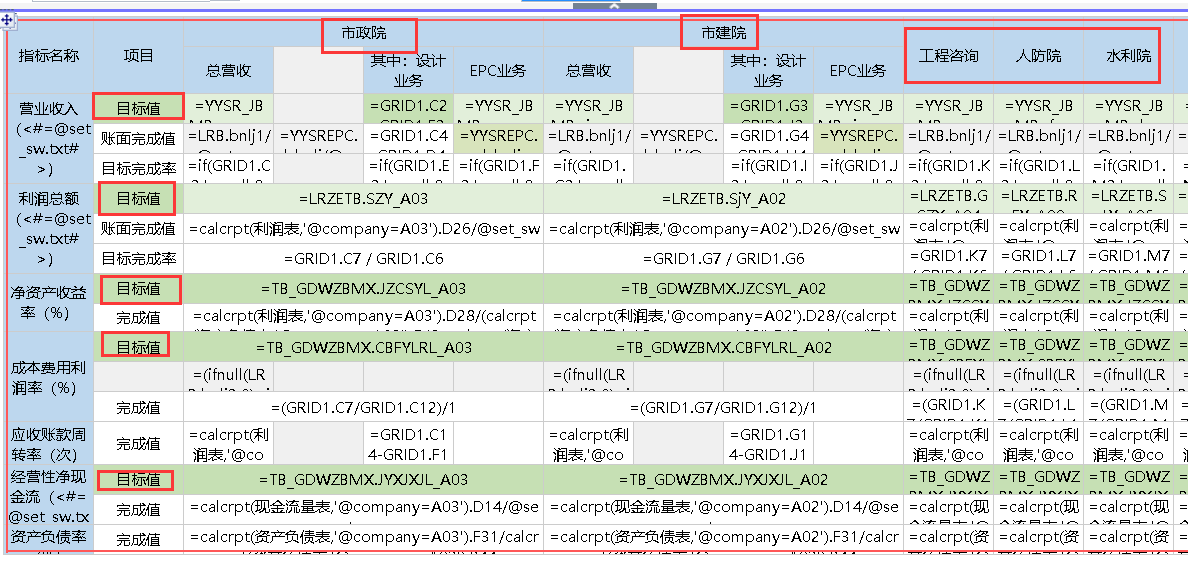 市政院
市建院
指标名称
项目
总营收
其中：设计
业务
EPC业务
总营收
其中：设计
业务
EPC业务
工程咨询
人防院
水利院
营业收入
（<#=@set
_sw.txt#
>）
目标值
=YYSR_JB
=GRID1.C2
=YYSR_JB
=YYSR_JB
=GRID1.G3
=YYSR_JB
=YYSR_JB
=YYSR_JB
=YYSR_JB
账面完成值
=LRB.bnlj1/
=YYSREPC.
=GRID1.C4
=YYSREPC.
=LRB.bnlj1/
=YYSREPC.
=GRID1.G4
=YYSREPC.
=LRB.bnlj1/
=LRB.bnlj1/
=LRB.bnlj1/
目标完成率
=if(GRID1.C
=if(GRID1.E
=if(GRID1.F
=if(GRID1.
=if(GRID1.I
=if(GRID1.J
=if(GRID1.K
=if(GRID1.L
=if(GRID1.
利润总额
（<#=@set
_sw.txt#
>）
目标值
=LRZETB.SZY_A03
=LRZETB.SJY_A02
=LRZETB.G
=LRZETB.R
=LRZETB.S
账面完成值
=calcrpt(利润表,'@company=A03').D26/@set_sw
=calcrpt(利润表,'@company=A02').D26/@set_sw
=calcrpt(利
=calcrpt(利
=calcrpt(利
目标完成率
=GRID1.C7 / GRID1.C6
=GRID1.G7 / GRID1.G6
=GRID1.K7
=GRID1.L7
=GRID1.M7
净资产收益
率（%）
目标值
=TB_GDWZBMX.JZCSYL_A03
=TB_GDWZBMX.JZCSYL_A02
=TB_GDWZ
=TB_GDWZ
=TB_GDWZ
完成值
=calcrpt(利润表,'@company=A03').D28/(calcrpt
=calcrpt(利润表,'@company=A02').D28/(calcrpt
=calcrpt(利
=calcrpt(利
=calcrpt(利
成本费用利
润率（%）
目标值
=TB_GDWZBMX.CBFYLRL_A03
=TB_GDWZBMX.CBFYLRL_A02
=TB_GDWZ
=TB_GDWZ
=TB_GDWZ
=(ifnull(LR
=(ifnull(LR
=(ifnull(LR
=(ifnull(LR
=(ifnull(LR
完成值
=(GRID1.C7/GRID1.C12)/1
=(GRID1.G7/GRID1.G12)/1
=(GRID1.K
=(GRID1.L
=(GRID1.M
应收账款周
转率（次）
完成值
=calcrpt(利
润表,'@co
=GRID1.C1
4-GRID1.F1
=calcrpt(利
润表,'@co
=GRID1.G1
4-GRID1.J1
=calcrpt(利
润表,'@co
=calcrpt(利
润表,'@co
=calcrpt(利
润表,'@co
经营性净现
金流（<#=
@set_sw.tx
目标值
=TB_GDWZBMX.JYXJXJL_A03
=TB_GDWZBMX.JYXJXJL_A02
=TB_GDWZ
=TB_GDWZ
=TB_GDWZ
完成值
=calcrpt(现金流量表,'@company=A03').D14/@se
=calcrpt(现金流量表,'@company=A02').D14/@se
=calcrpt(现
=calcrpt(现
=calcrpt(现
资产负债率
完成值
=calcrpt(资产负债表,'@company=A03').F31/calcr
=calcrpt(资产负债表,'@company=A02').F31/calcr
=calcrpt(资
=calcrpt(资
=calcrpt(资